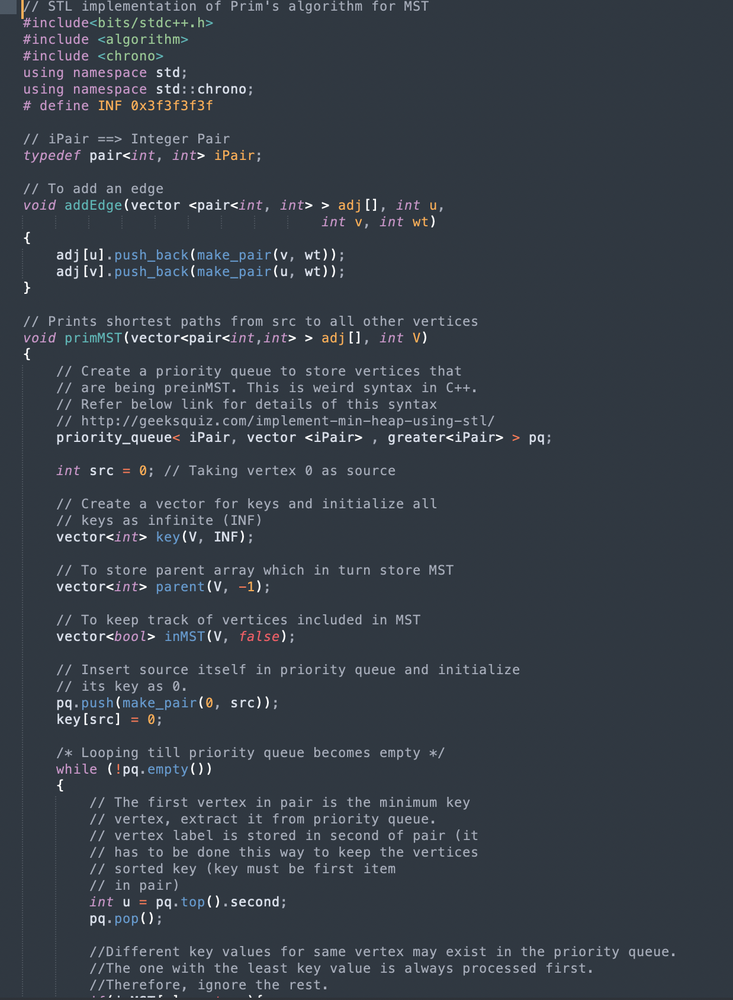 // STL implementation of Prim's algorithm for MST
#include<bits/stdc++.h>
#include <algorithm>
#include <chrono>
using namespace std;
using namespace std::chrono;
# define INF 0x3f3f3f3f

// iPair ==> Integer Pair
typedef pair<int, int> iPair;

// To add an edge
void addEdge(vector <pair<int, int> > adj[], int u,
                                    int v, int wt)
{
    adj[u].push_back(make_pair(v, wt));
    adj[v].push_back(make_pair(u, wt));
}

// Prints shortest paths from src to all other vertices
void primMST(vector<pair<int,int> > adj[], int V)
{
    // Create a priority queue to store vertices that
    // are being preinMST. This is weird syntax in C++.
    // Refer below link for details of this syntax
    // http://geeksquiz.com/implement-min-heap-using-stl/
    priority_queue< iPair, vector <iPair> , greater<iPair> > pq;

    int src = 0; // Taking vertex 0 as source

    // Create a vector for keys and initialize all
    // keys as infinite (INF)
    vector<int> key(V, INF);

    // To store parent array which in turn store MST
    vector<int> parent(V, -1);

    // To keep track of vertices included in MST
    vector<bool> inMST(V, false);

    // Insert source itself in priority queue and initialize
    // its key as 0.
    pq.push(make_pair(0, src));
    key[src] = 0;

    /* Looping till priority queue becomes empty */
    while (!pq.empty())
    {
        // The first vertex in pair is the minimum key
        // vertex, extract it from priority queue.
        // vertex label is stored in second of pair (it
        // has to be done this way to keep the vertices
        // sorted key (key must be first item
        // in pair)
        int u = pq.top().second;
        pq.pop();

        //Different key values for same vertex may exist in the priority queue.
        //The one with the least key value is always processed first.
        //Therefore, ignore the rest.